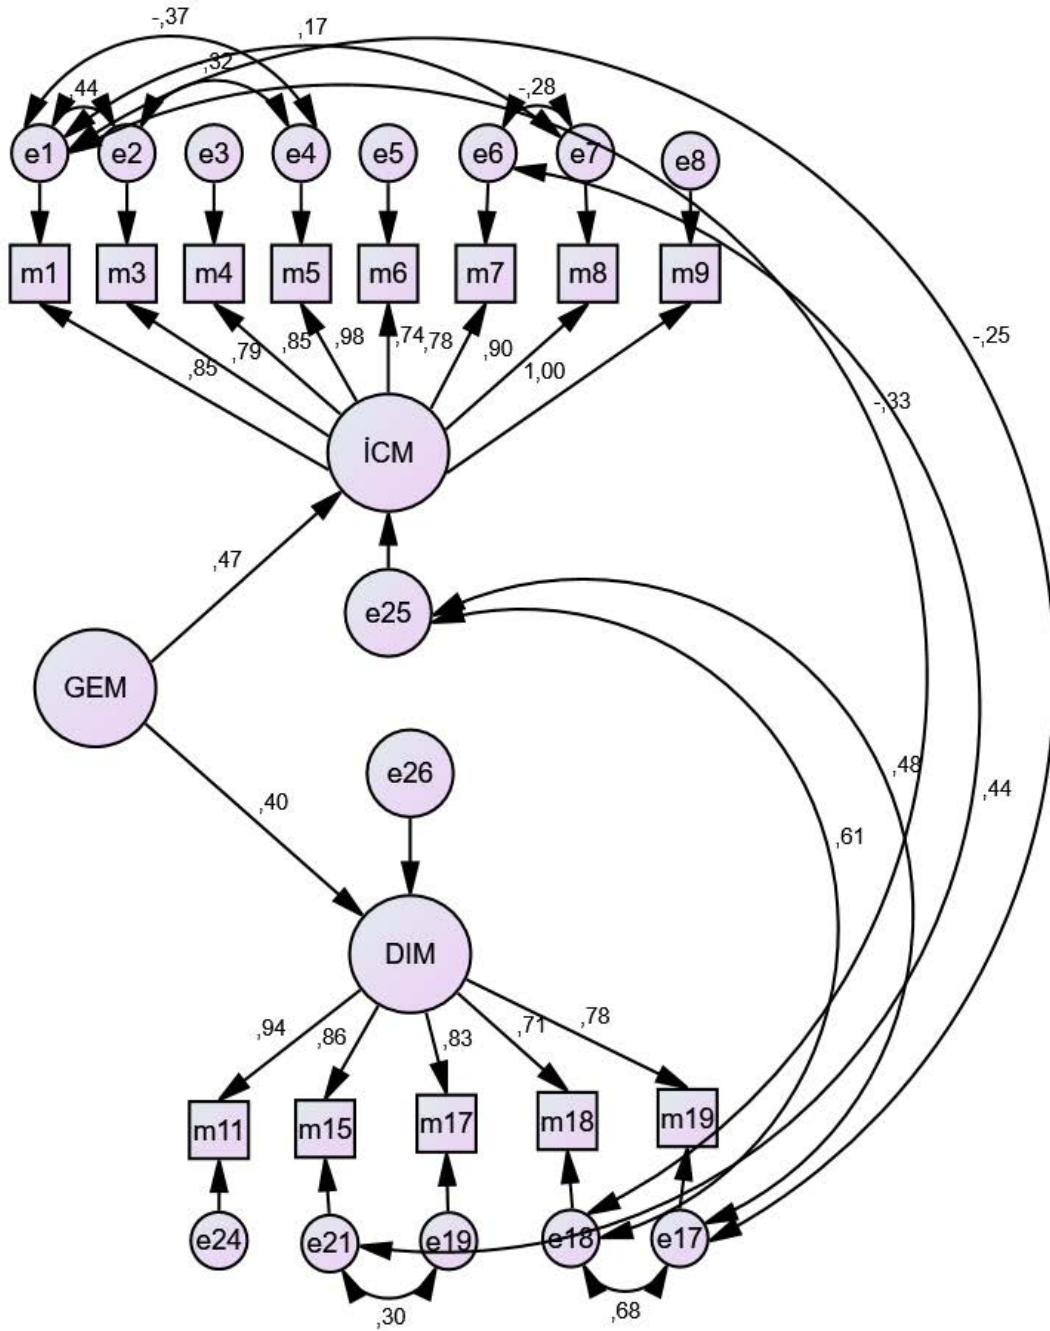 -,37
,17
-,32
,44
-,28
e1 e2 e3 e4 e5 e6 e7 e8
m1 m3 m4 m5 m6 m7 m8 m9
,85 ,79 ,85 ,98 ,74 ,78 ,90 1,00
-,25
-,33
İCM
,47
e25
GEM
e26
,48
,44
,40
,61
DIM
,94 ,86 ,83 ,71 ,78
m11 m15 m17 m18 m19
e24 e21 e19 e18 e17
,30 ,68